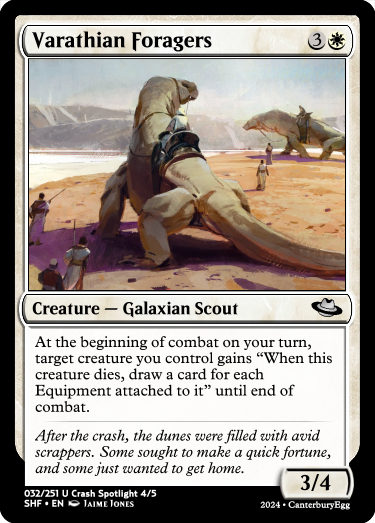 Varathian Foragers 3
Creature — Galaxian Scout
At the beginning of combat on your turn,
target creature you control gains “When this
creature dies, draw a card for each
Equipment attached to it” until end of
combat.
After the crash, the dunes were filled with avid
scrappers. Some sought to make a quick fortune,
and some just wanted to get home.
3/4
032/251 U Crash Spotlight 4/5
SHF • EN Jaime Jones
2024 • CanterburyEgg